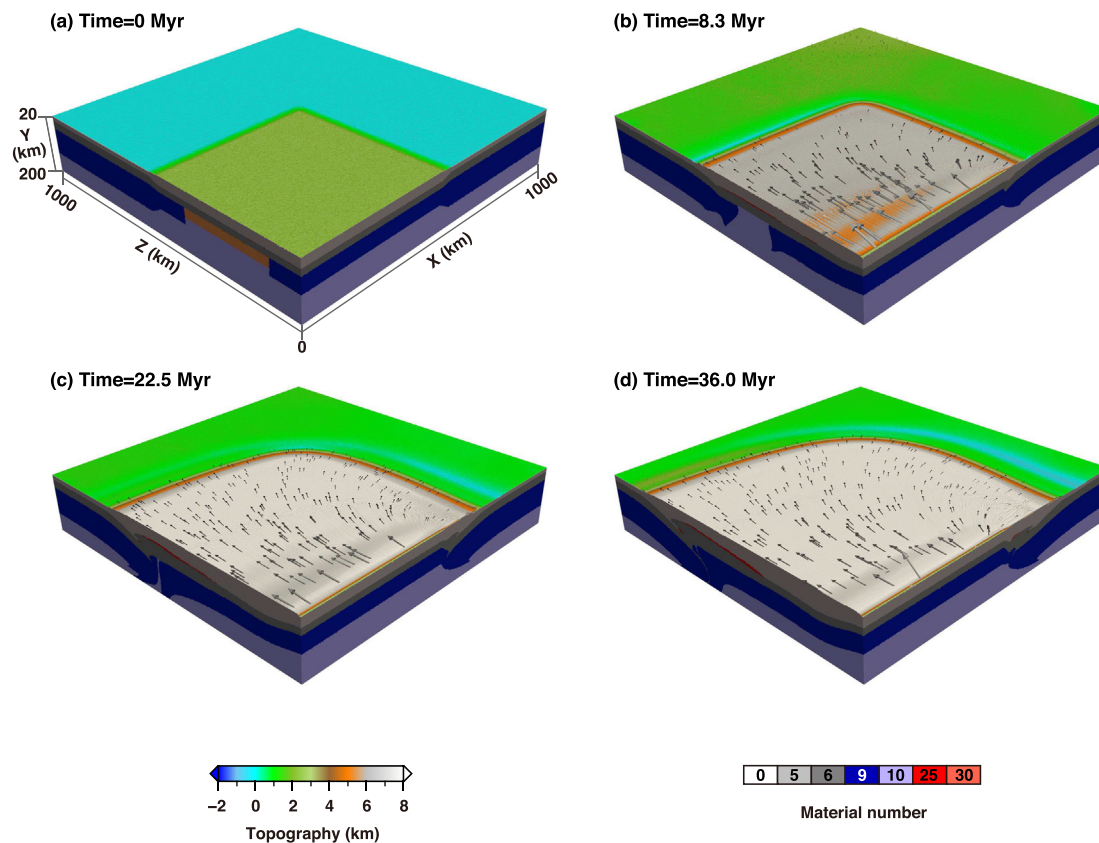 (a) Time=0 Myr
(b) Time=8.3 Myr
20
Y
(km)
200
1000
Z (km)
X (km)
1000
0
(c) Time=22.5 Myr
(d) Time=36.0 Myr
−2 0 2 4 6 8
Topography (km)
0 5 6 9 10 25 30
Material number